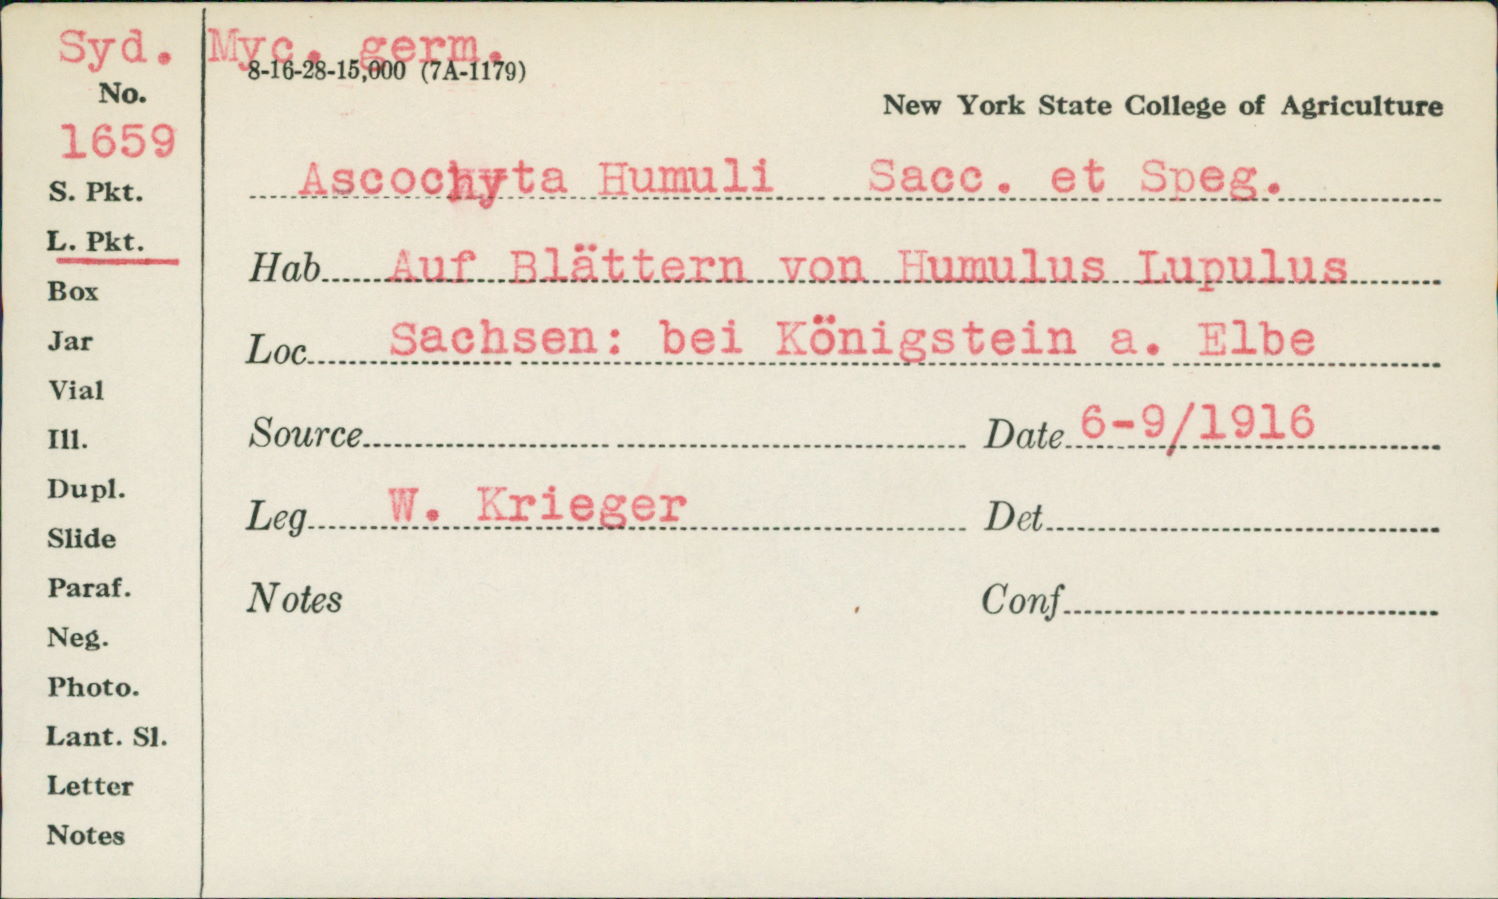 Syd. Myc. germ.
8-16-28-15,000 (7A-1179)
No.
New York State College of Agriculture
1659
S. Pkt.
Ascochyta Humuli Sacc. et Speg.
L. Pkt.
Hab Auf Blättern von Humulus Lupulus
Box
Jar
Loc Sachsen: bei Königstein a. Elbe
Vial
Ill.
Source Date 6-9/1916
Dupl.
Leg W. Krieger Det
Slide
Paraf.
Notes Conf
Neg.
Photo.
Lant. Sl.
Letter
Notes